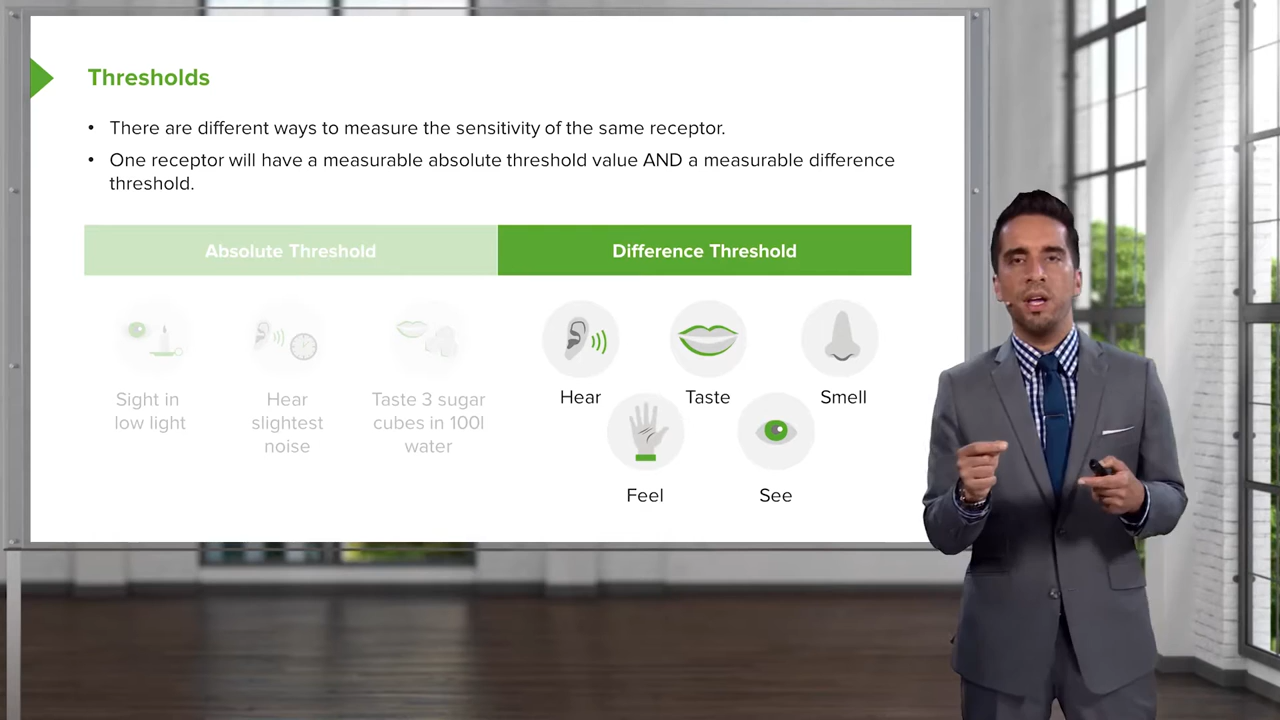 Thresholds
• There are different ways to measure the sensitivity of the same receptor.
• One receptor will have a measurable absolute threshold value AND a measurable difference
threshold.
Absolute Threshold
Difference Threshold
Sight in
low light
Hear
slightest
noise
Taste 3 sugar
cubes in 100l
water
Hear
Taste
Smell
Feel
See